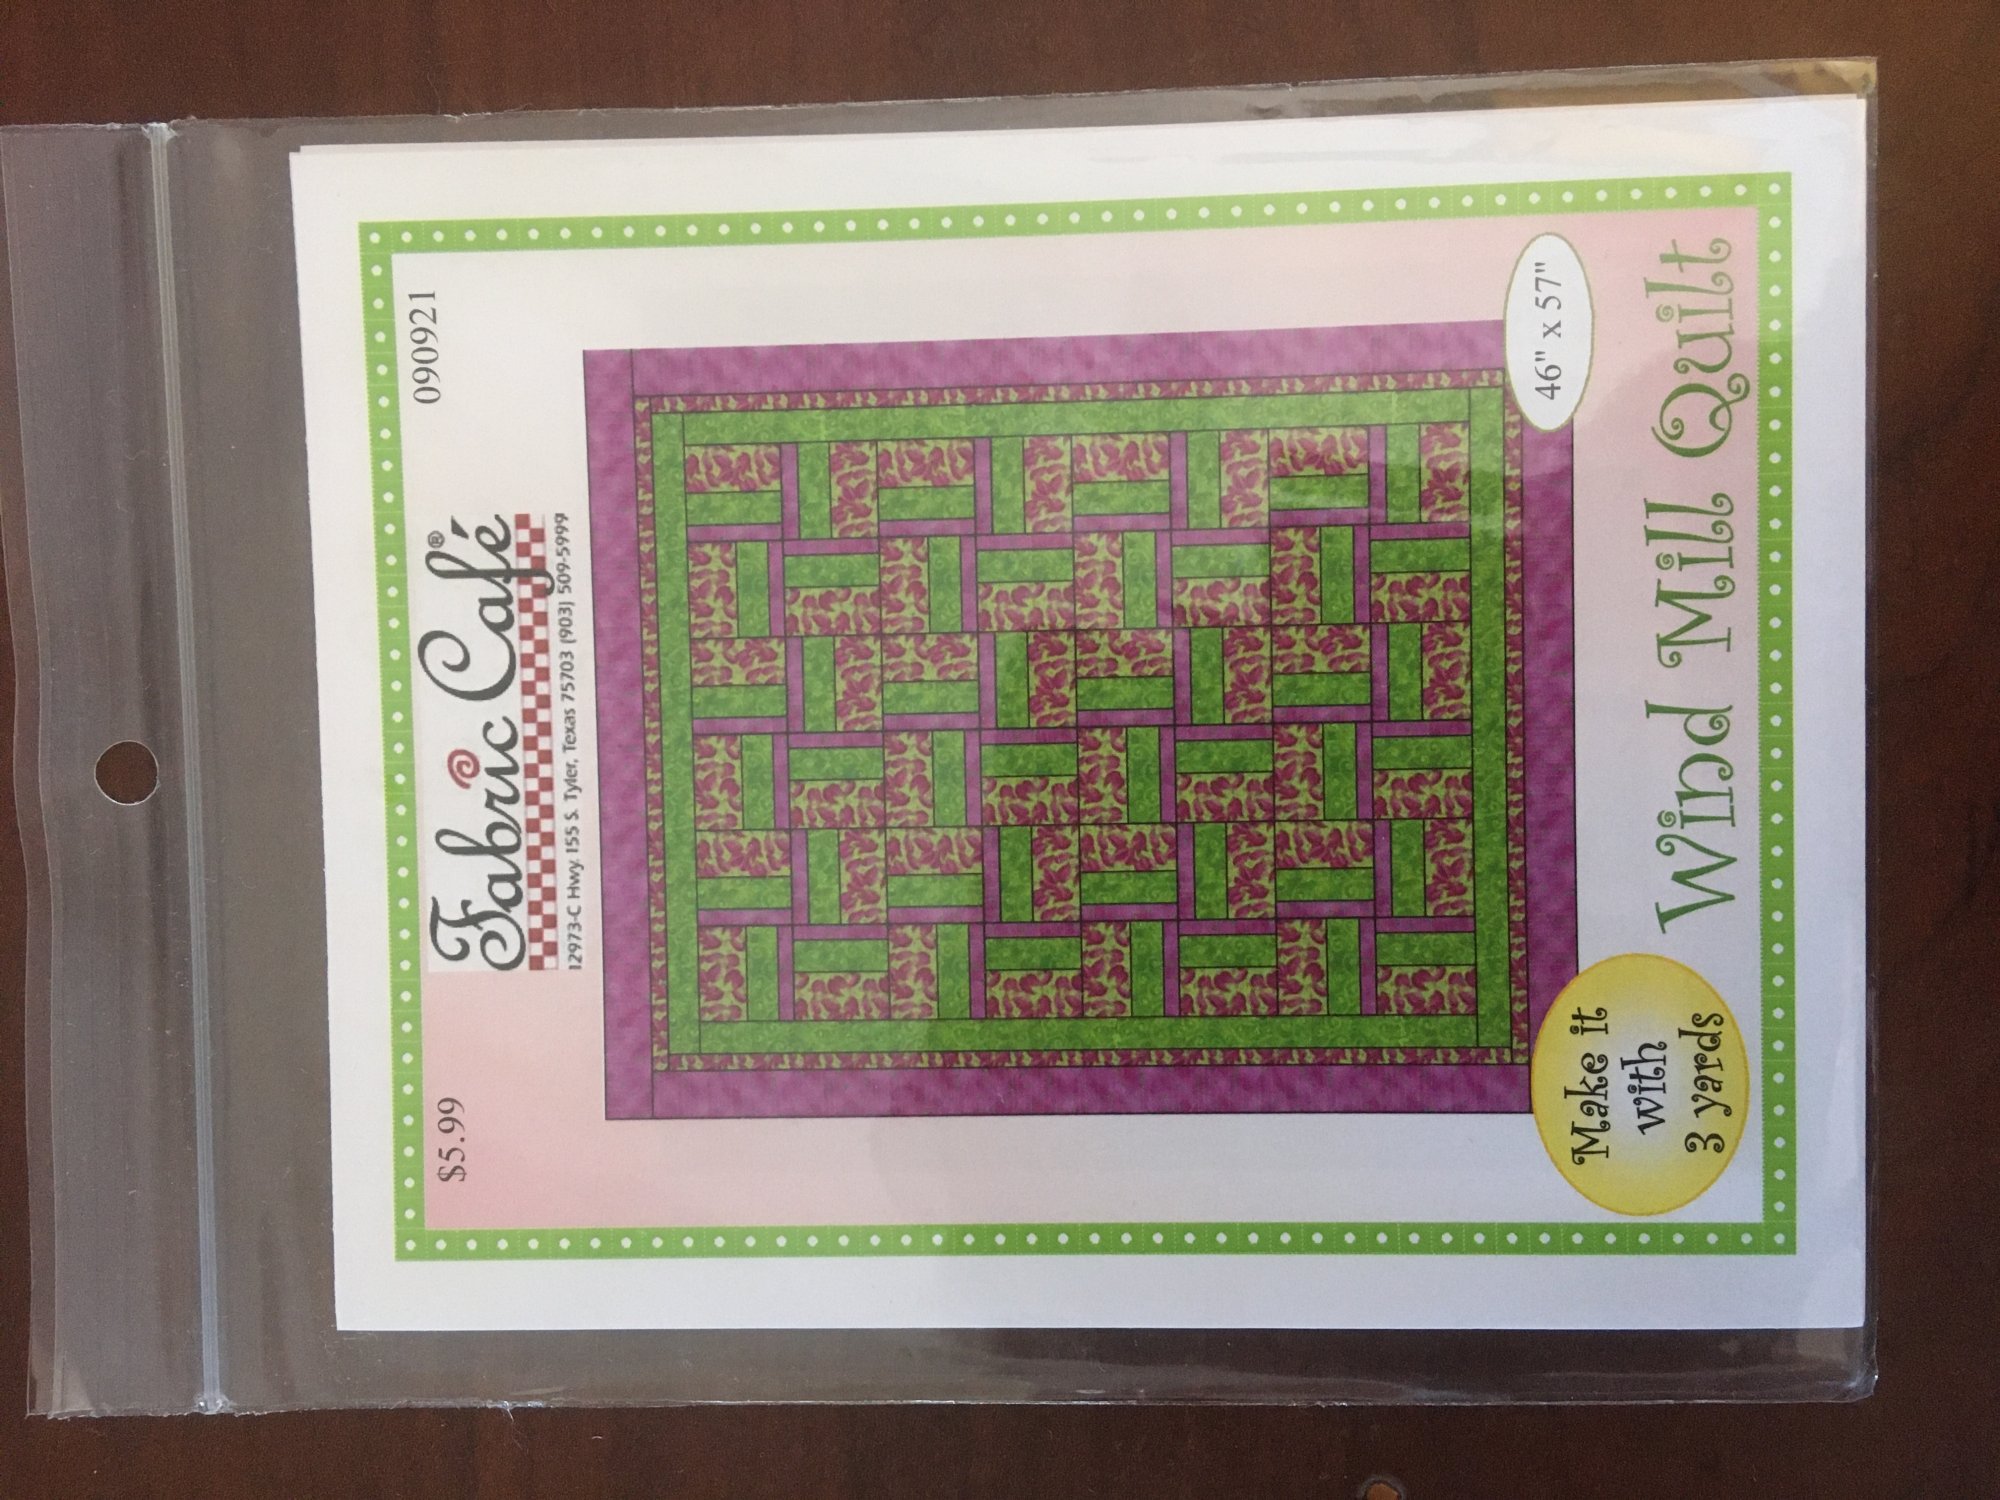 $5.99
090921
Fabric Café®
12973-C Hwy. 155 S. Tyler, Texas 75703 (903) 509-5999
46" x 57"
Make it
with
3 yards
Wind Mill Quilt